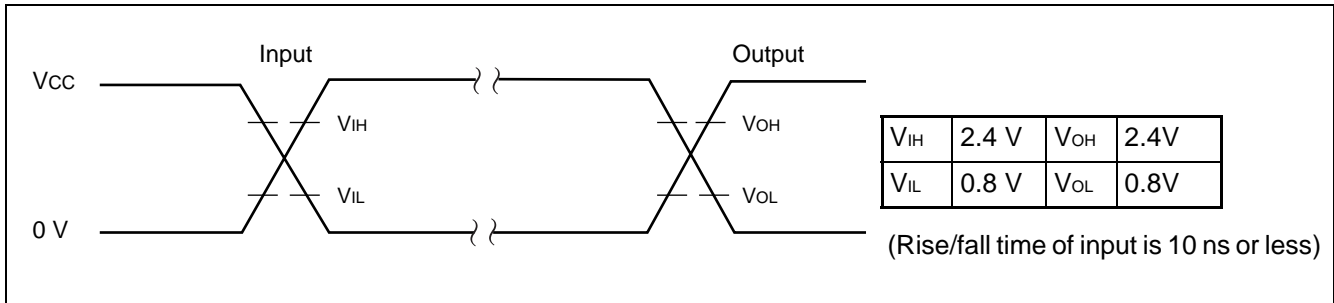 Input
Output
VCC
VIH
VOH
VIL
VOL
0 V
VIH 2.4 V VOH 2.4V
VIL 0.8 V VOL 0.8V
(Rise/fall time of input is 10 ns or less)